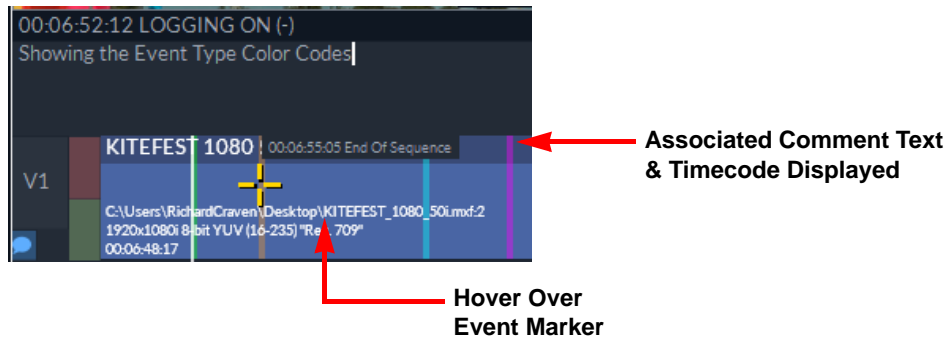 00:06:52:12 LOGGING ON (-)
Showing the Event Type Color Codes
KITEFEST 1080
00:06:55:05 End Of Sequence
Associated Comment Text
& Timecode Displayed
V1
C:\Users\RichardCraven\Desktop\KITEFEST_1080_50i.mxf:2
1920x1080i 8-bit YUV (16-235) "Rec. 709"
00:06:48:17
Hover Over
Event Marker